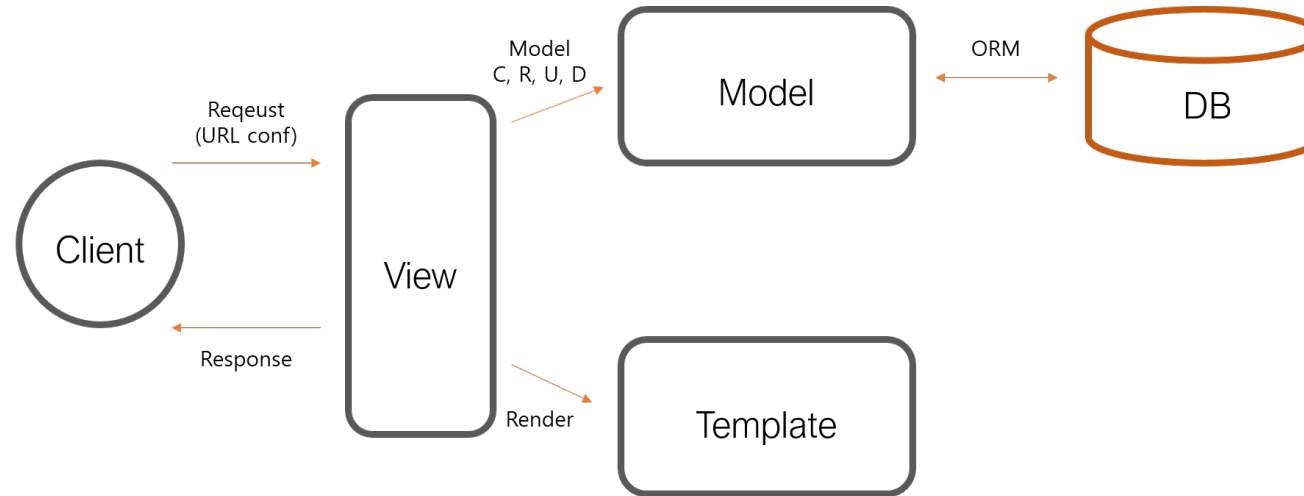 Model
C, R, U, D
ORM
Model
DB
Reqeust
(URL conf)
Client
View
Response
Render
Template